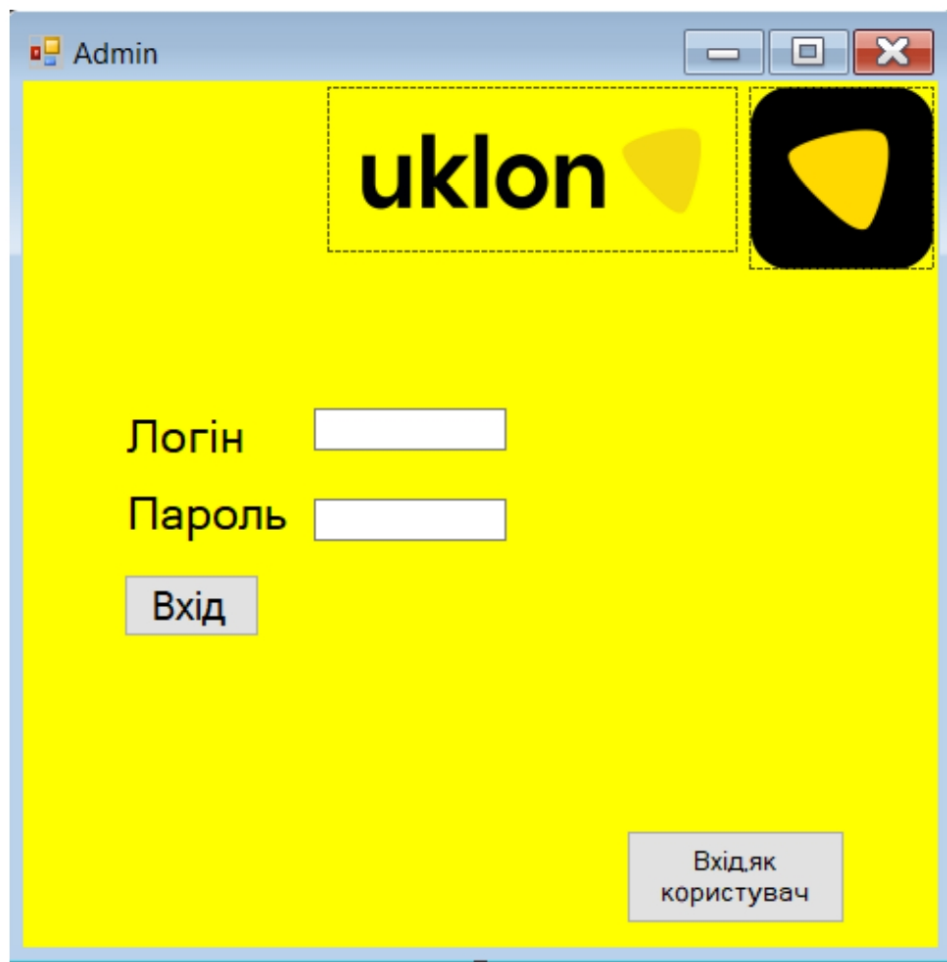 Admin
uklon
Логін
Пароль
Вхід
Вхід,як
користувач